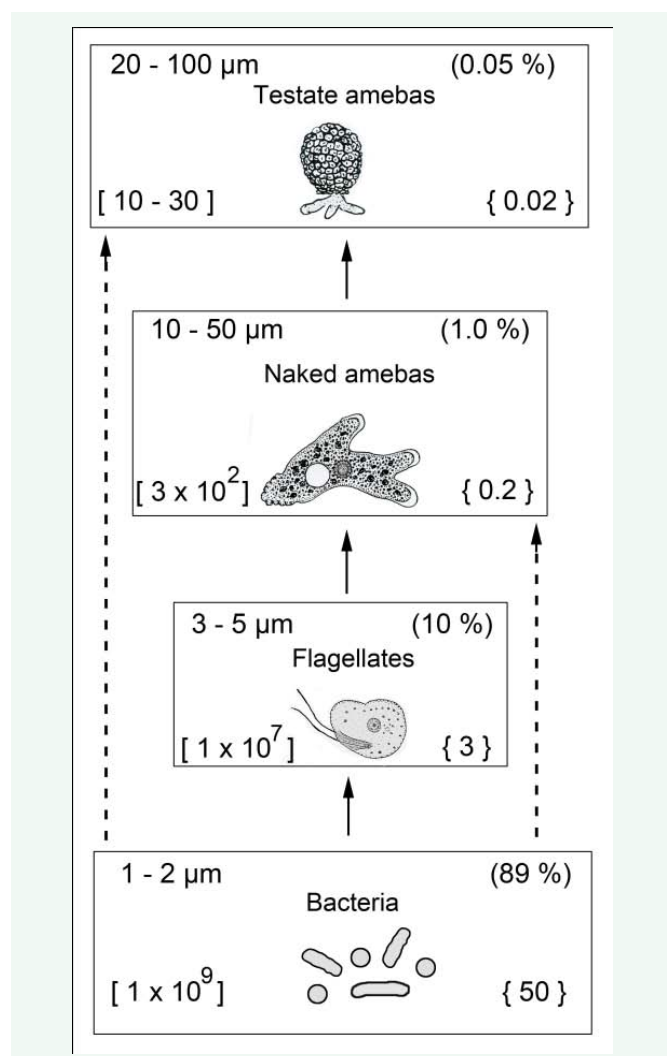 20 - 100 µm (0.05 %)
Testate amebas
[ 10 - 30 ] { 0.02 }
10 - 50 µm (1.0 %)
Naked amebas
[ 3 x 10² ] { 0.2 }
3 - 5 µm (10 %)
Flagellates
[ 1 x 10⁷ ] { 3 }
1 - 2 µm (89 %)
Bacteria
[ 1 x 10⁹ ] { 50 }